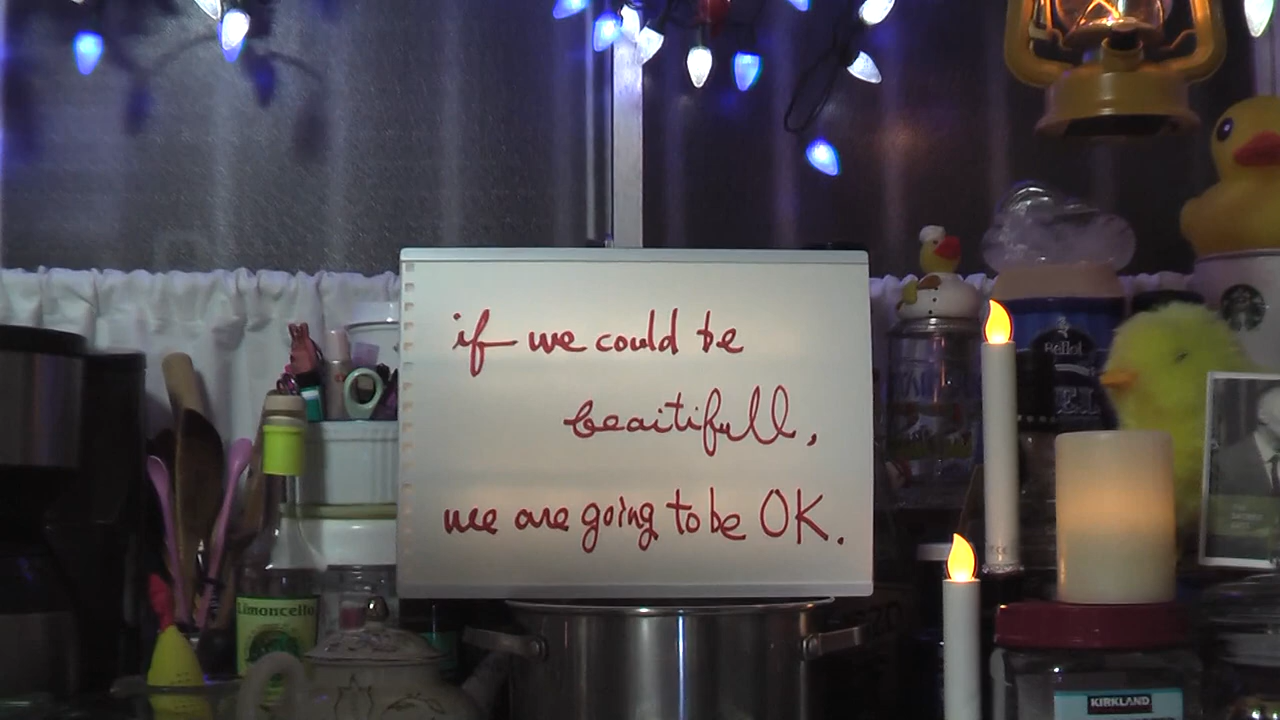 if we could be
beaitifull,
we are going to be OK.
Limoncello
KIRKLAND